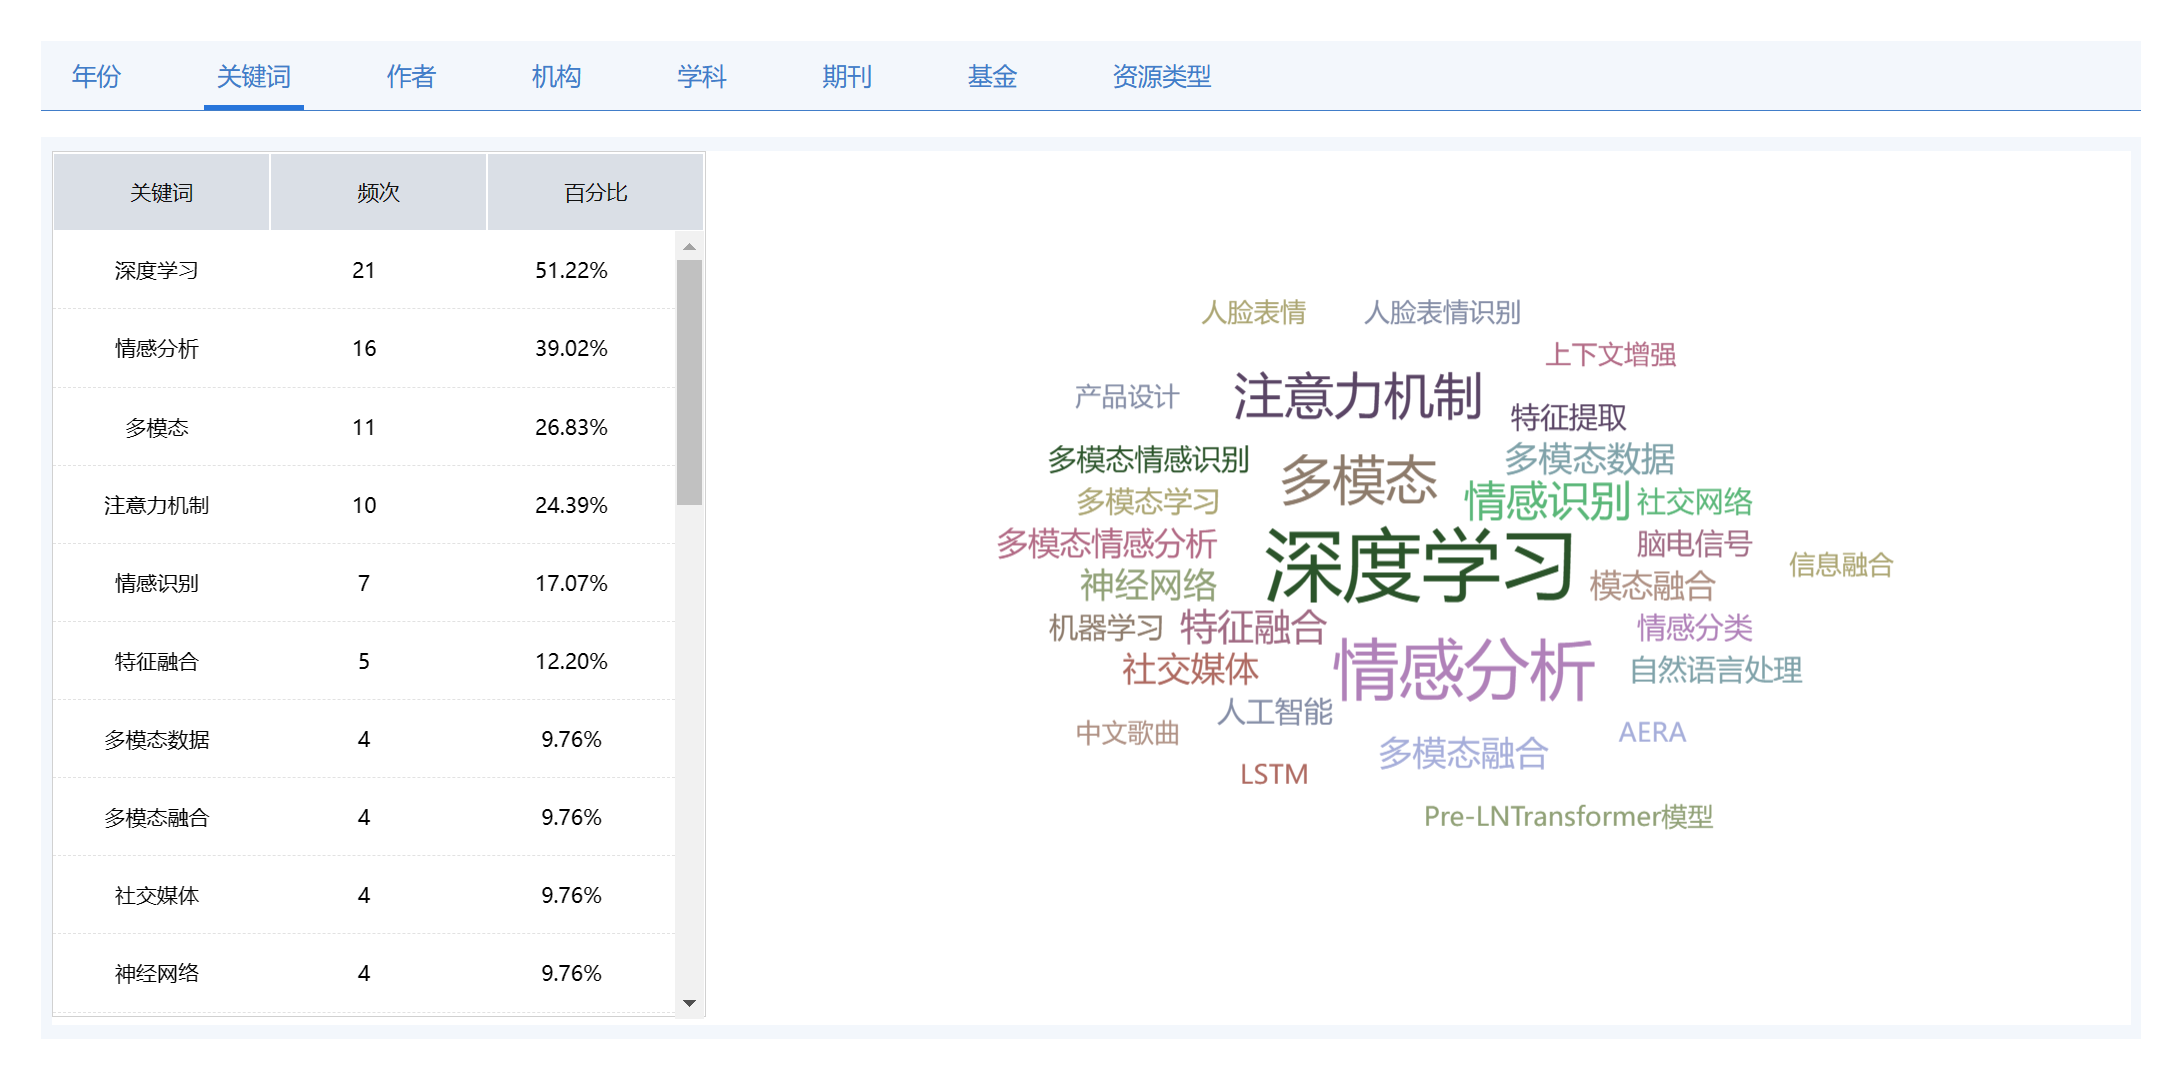 年份 关键词 作者 机构 学科 期刊 基金 资源类型
关键词 频次 百分比
深度学习 21 51.22%
情感分析 16 39.02%
多模态 11 26.83%
注意力机制 10 24.39%
情感识别 7 17.07%
特征融合 5 12.20%
多模态数据 4 9.76%
多模态融合 4 9.76%
社交媒体 4 9.76%
神经网络 4 9.76%
人脸表情 人脸表情识别
上下文增强
产品设计 注意力机制 特征提取
多模态情感识别 多模态 多模态数据
多模态学习 情感识别 社交网络
多模态情感分析 深度学习 脑电信号 信息融合
神经网络 模态融合
机器学习 特征融合 情感分类
社交媒体 情感分析 自然语言处理
人工智能
中文歌曲 多模态融合 AERA
LSTM
Pre-LNTransformer模型